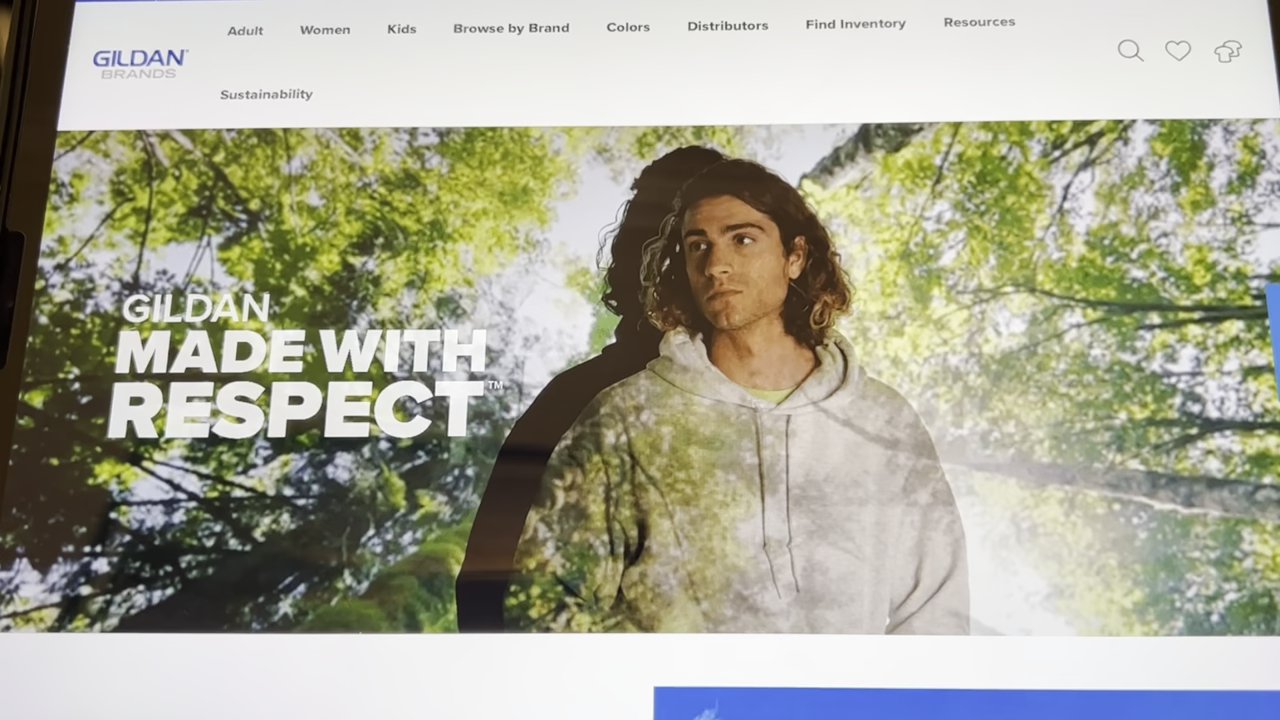 Adult Women Kids Browse by Brand Colors Distributors Find Inventory Resources
GILDAN
BRANDS
Sustainability
GILDAN
MADE WITH
RESPECT™